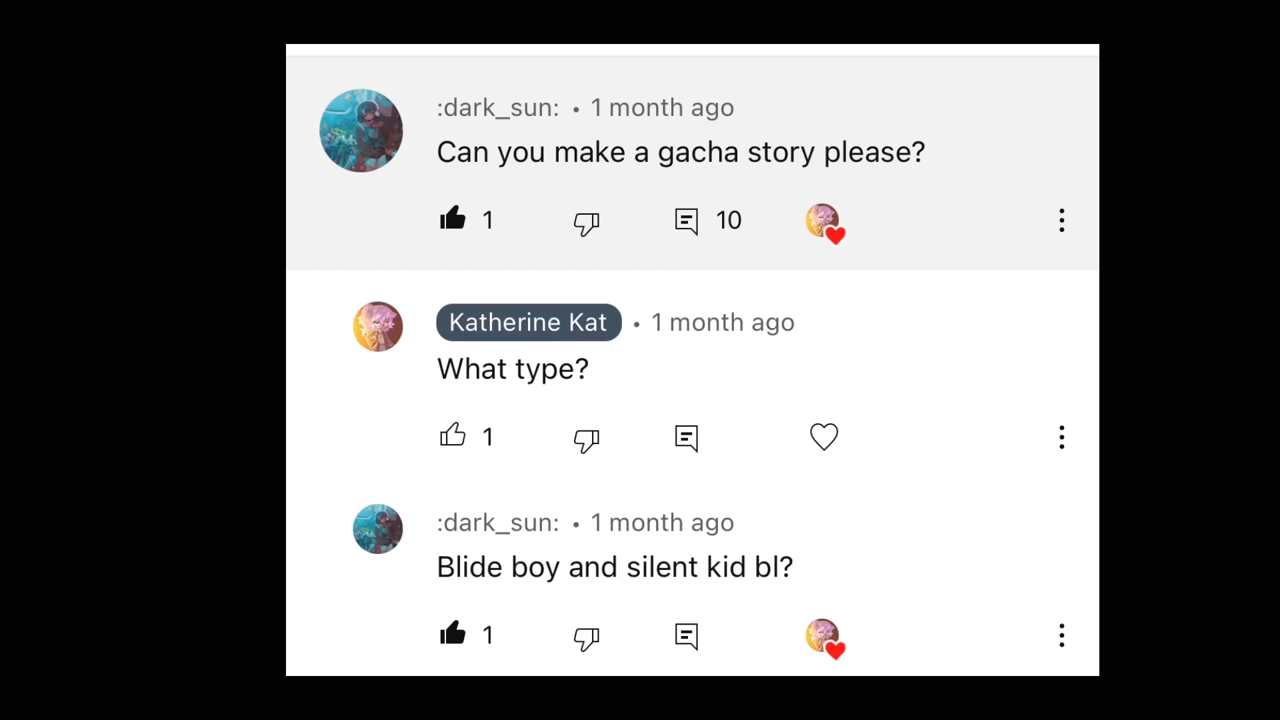 :dark_sun: • 1 month ago
Can you make a gacha story please?
1 10
Katherine Kat • 1 month ago
What type?
1
:dark_sun: • 1 month ago
Blide boy and silent kid bl?
1